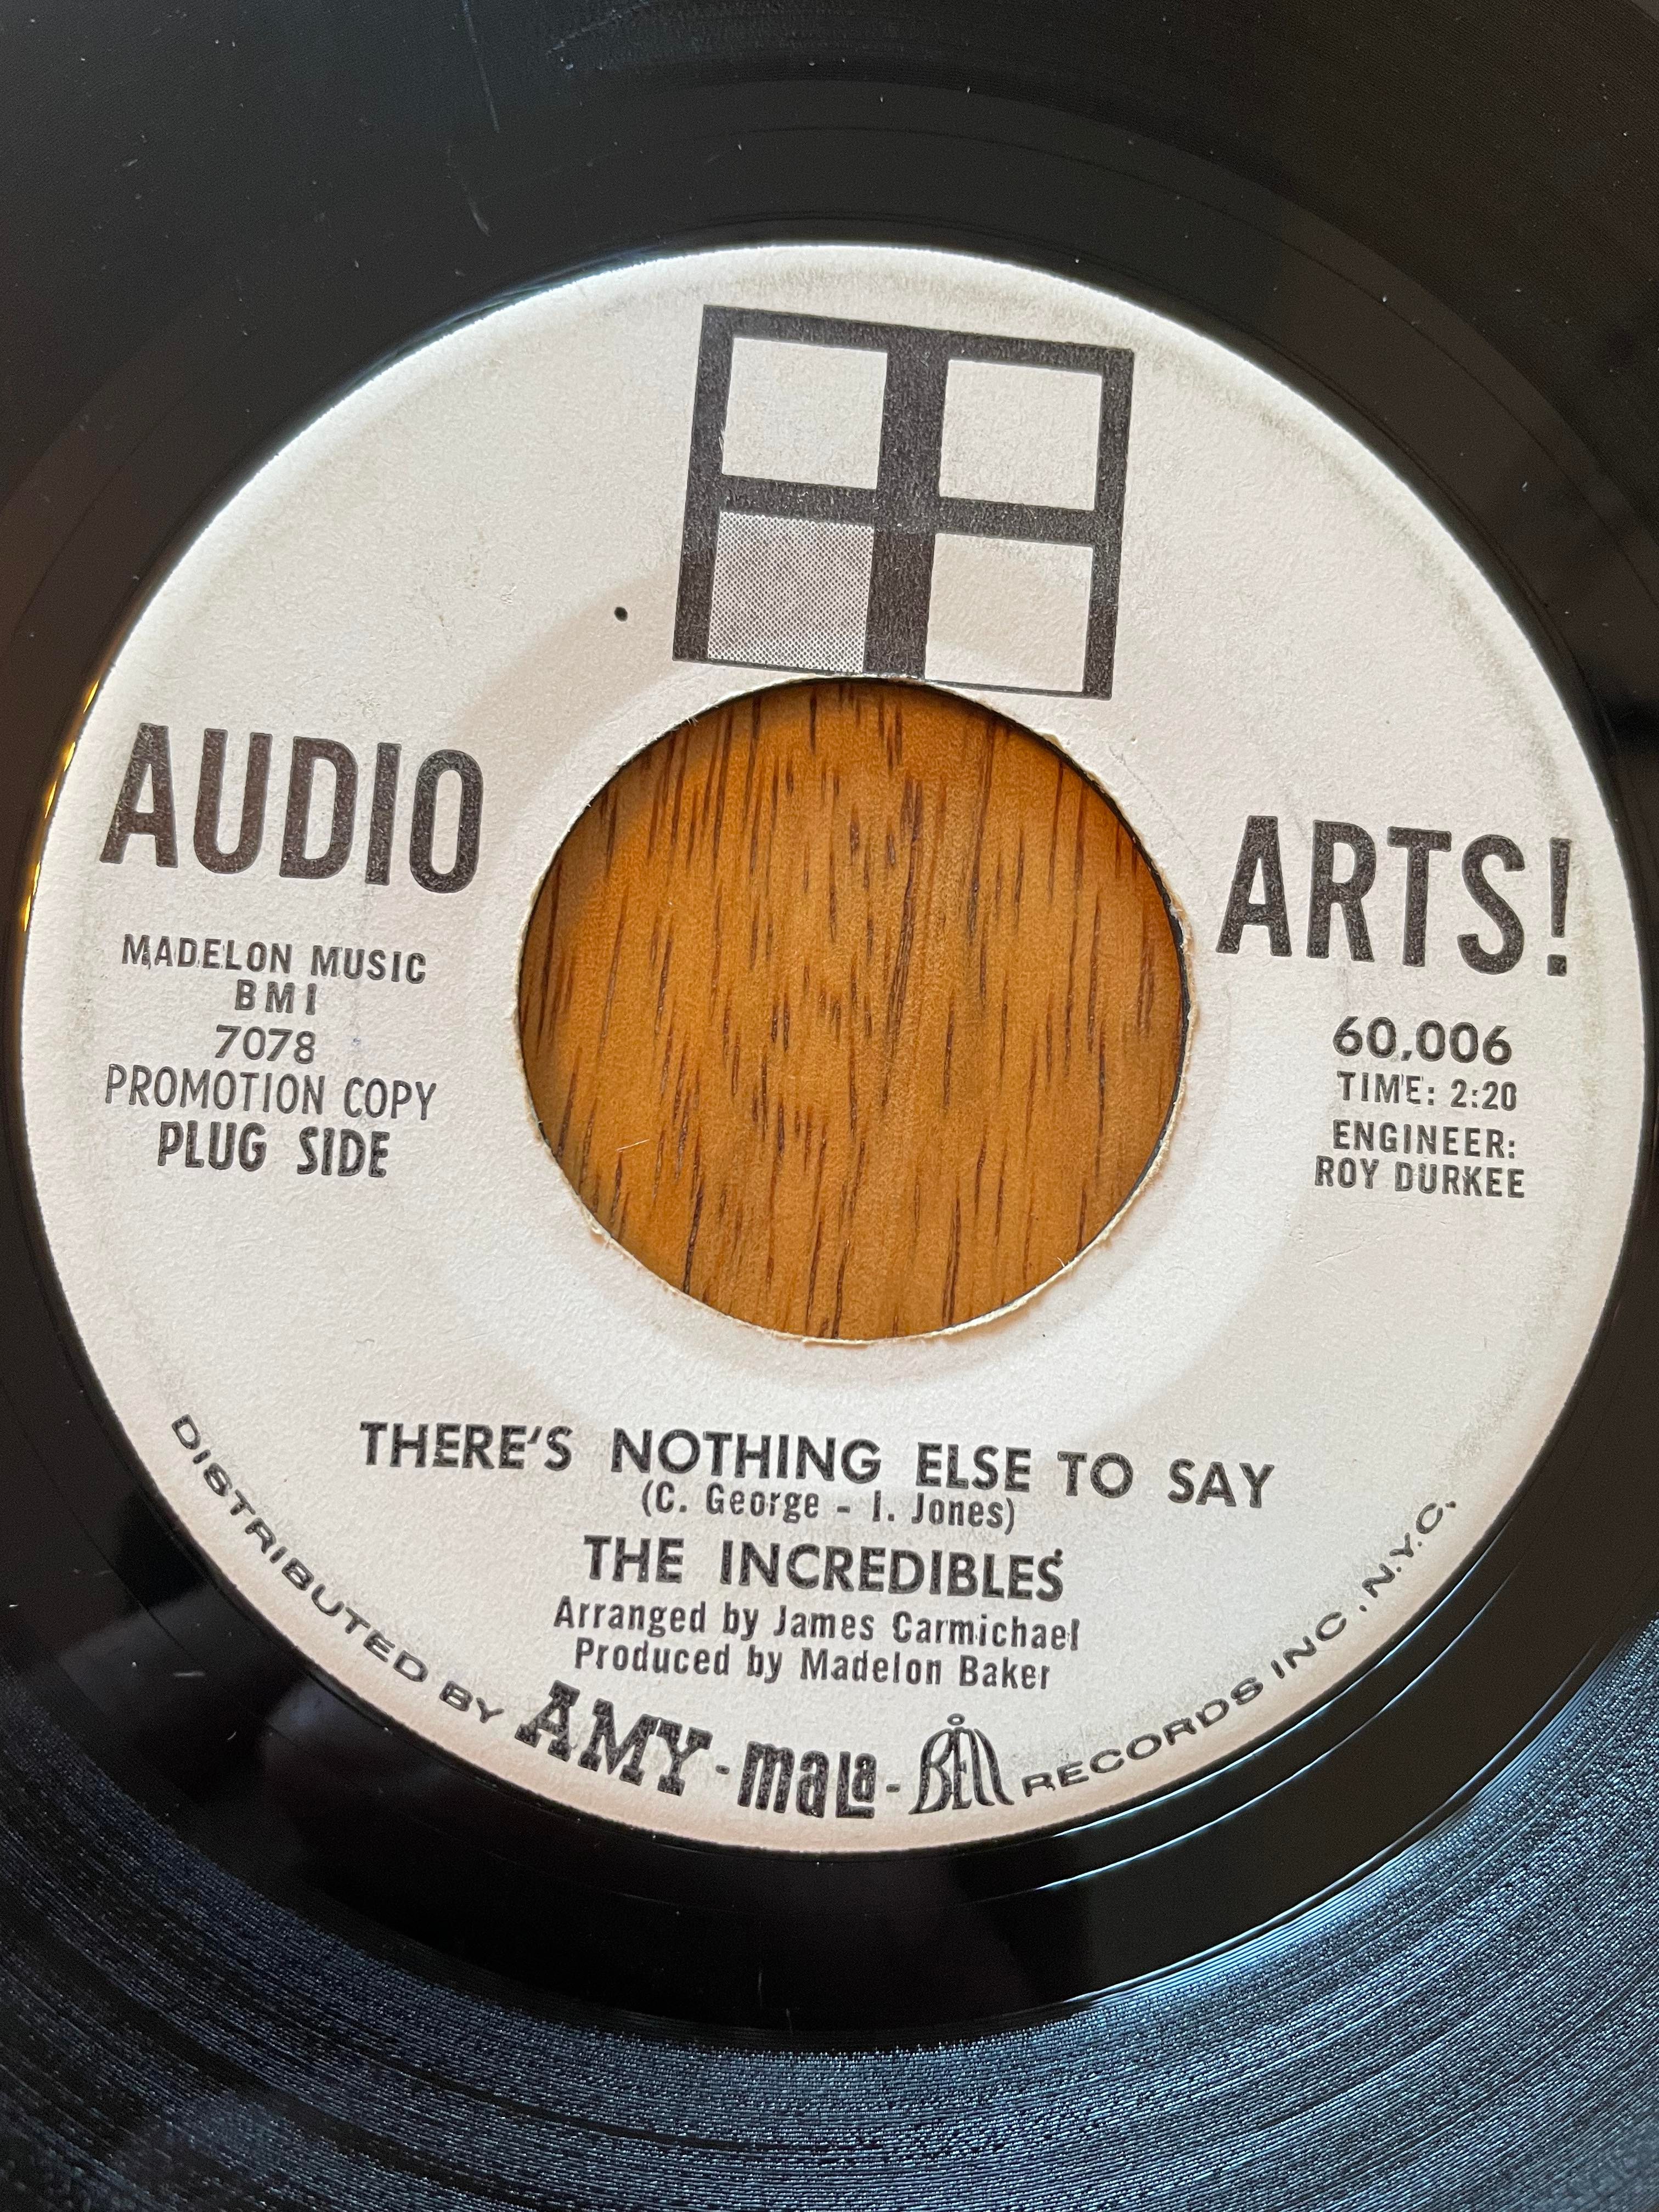 AUDIO ARTS!
MADELON MUSIC
BMI
7078
PROMOTION COPY
PLUG SIDE
60,006
TIME: 2:20
ENGINEER:
ROY DURKEE
THERE'S NOTHING ELSE TO SAY
(C. George - I. Jones)
THE INCREDIBLES
Arranged by James Carmichael
Produced by Madelon Baker
DISTRIBUTED BY AMY-mala-BELL RECORDS INC. N.Y.C.